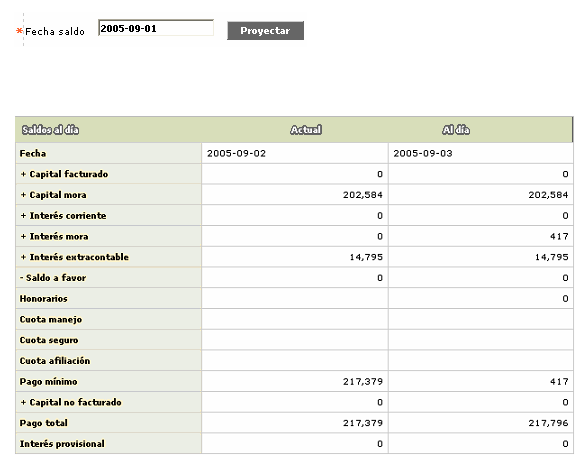 *Fecha saldo 2005-09-01 Proyectar
Saldos al día Actual Al día
Fecha 2005-09-02 2005-09-03
+ Capital facturado 0 0
+ Capital mora 202,584 202,584
+ Interés corriente 0 0
+ Interés mora 0 417
+ Interés extracontable 14,795 14,795
- Saldo a favor 0 0
Honorarios 0
Cuota manejo
Cuota seguro
Cuota afiliación
Pago mínimo 217,379 417
+ Capital no facturado 0 0
Pago total 217,379 217,796
Interés provisional 0 0